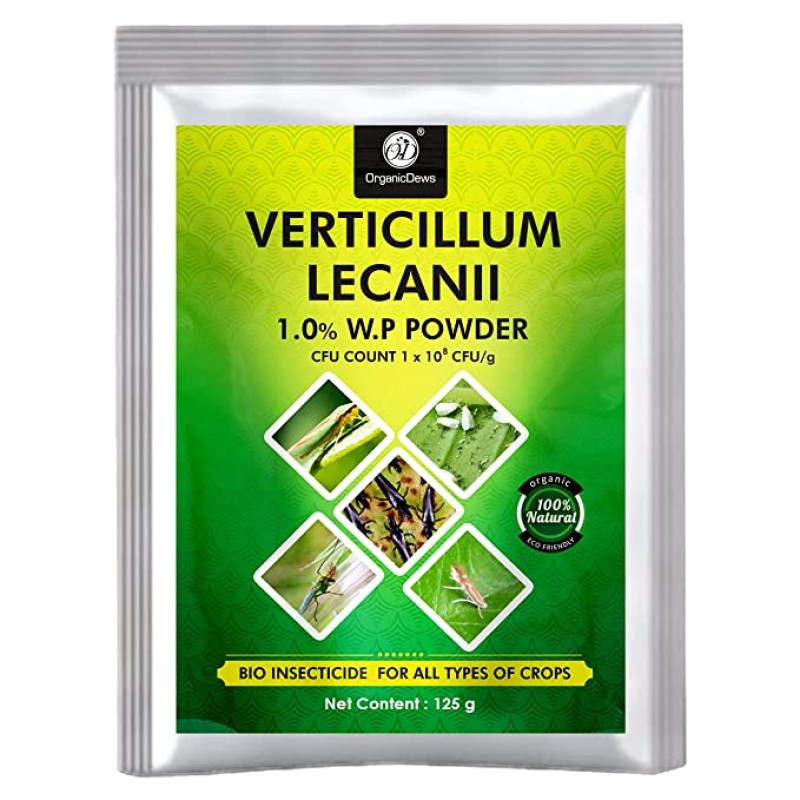 OD
®
OrganicDews
VERTICILLUM
LECANII
1.0% W.P POWDER
CFU COUNT 1 x 10⁸ CFU/g
organic
100%
Natural
ECO FRIENDLY
BIO INSECTICIDE FOR ALL TYPES OF CROPS
Net Content : 125 g